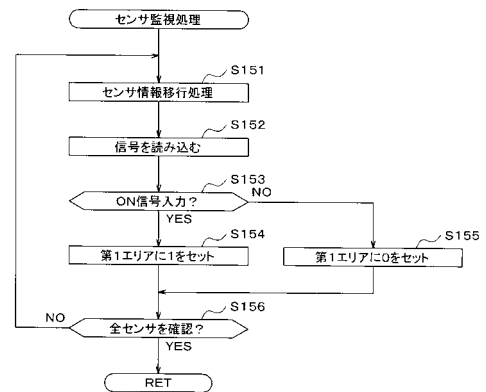 センサ監視処理
S151
センサ情報移行処理
S152
信号を読み込む
S153
ON信号入力?
NO
YES
S154
第1エリアに1をセット
S155
第1エリアに0をセット
S156
NO
全センサを確認?
YES
RET